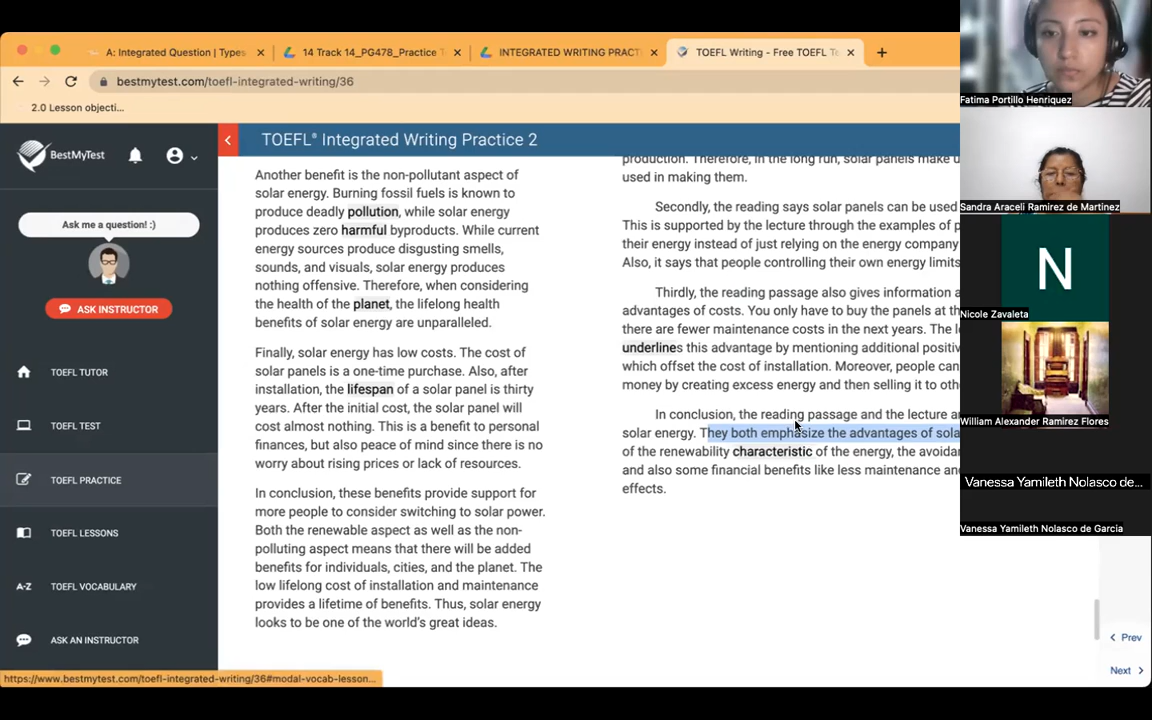 A: Integrated Question | Types
14 Track 14_PG478_Practice T
INTEGRATED WRITING PRACT
TOEFL Writing - Free TOEFL Te
bestmytest.com/toefl-integrated-writing/36
2.0 Lesson objecti...
BestMyTest
Ask me a question! :)
ASK INSTRUCTOR
TOEFL TUTOR
TOEFL TEST
TOEFL PRACTICE
TOEFL LESSONS
A-Z TOEFL VOCABULARY
ASK AN INSTRUCTOR
https://www.bestmytest.com/toefl-integrated-writing/36#modal-vocab-lesson...
TOEFL® Integrated Writing Practice 2
Another benefit is the non-pollutant aspect of
solar energy. Burning fossil fuels is known to
produce deadly pollution, while solar energy
produces zero harmful byproducts. While current
energy sources produce disgusting smells,
sounds, and visuals, solar energy produces
nothing offensive. Therefore, when considering
the health of the planet, the lifelong health
benefits of solar energy are unparalleled.
Finally, solar energy has low costs. The cost of
solar panels is a one-time purchase. Also, after
installation, the lifespan of a solar panel is thirty
years. After the initial cost, the solar panel will
cost almost nothing. This is a benefit to personal
finances, but also peace of mind since there is no
worry about rising prices or lack of resources.
In conclusion, these benefits provide support for
more people to consider switching to solar power.
Both the renewable aspect as well as the non-
polluting aspect means that there will be added
benefits for individuals, cities, and the planet. The
low lifelong cost of installation and maintenance
provides a lifetime of benefits. Thus, solar energy
looks to be one of the world's great ideas.
production. Therefore, in the long run, solar panels make u
used in making them.
Secondly, the reading says solar panels can be used
This is supported by the lecture through the examples of p
their energy instead of just relying on the energy company
Also, it says that people controlling their own energy limits
Thirdly, the reading passage also gives information a
advantages of costs. You only have to buy the panels at th
there are fewer maintenance costs in the next years. The l
underlines this advantage by mentioning additional positiv
which offset the cost of installation. Moreover, people can
money by creating excess energy and then selling it to oth
In conclusion, the reading passage and the lecture a
solar energy. They both emphasize the advantages of sola
of the renewability characteristic of the energy, the avoidan
and also some financial benefits like less maintenance and
effects.
Prev
Next
Fatima Portillo Henriquez
Sandra Araceli Ramirez de Martinez
N
Nicole Zavaleta
William Alexander Ramirez Flores
Vanessa Yamileth Nolasco de...
Vanessa Yamileth Nolasco de Garcia